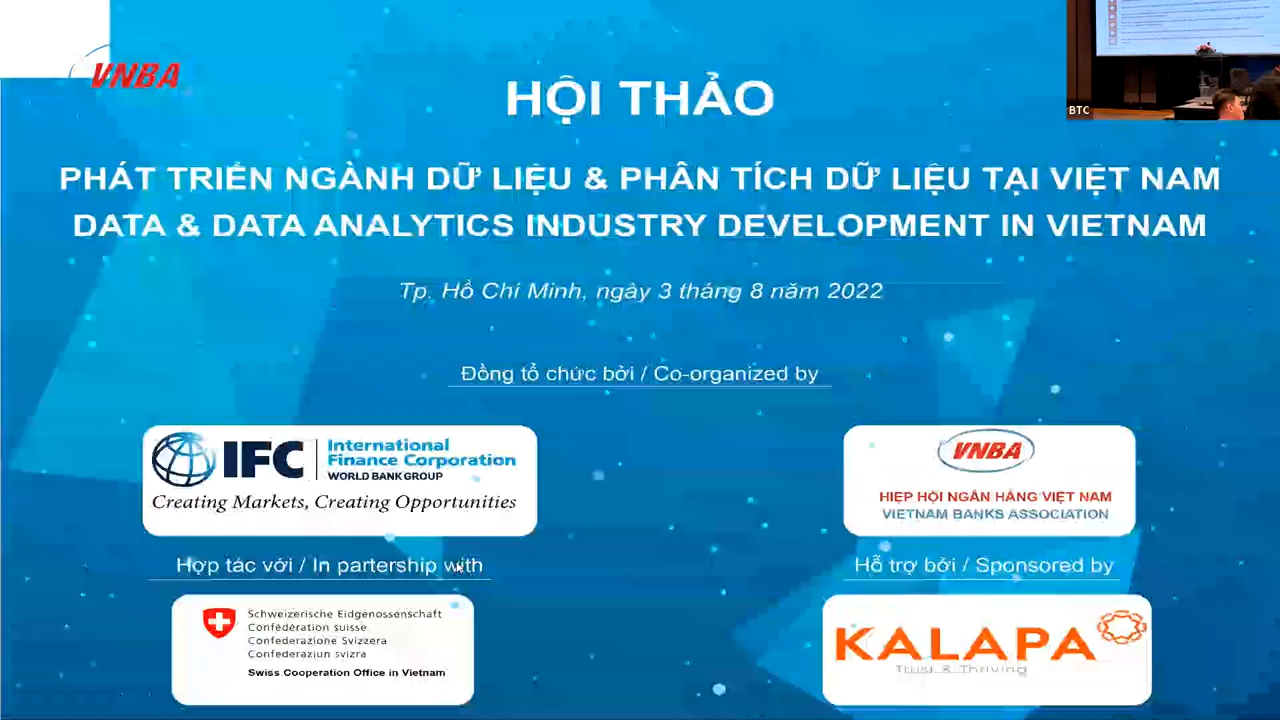 VNBA
BTC
HỘI THẢO
PHÁT TRIỂN NGÀNH DỮ LIỆU & PHÂN TÍCH DỮ LIỆU TẠI VIỆT NAM
DATA & DATA ANALYTICS INDUSTRY DEVELOPMENT IN VIETNAM
Tp. Hồ Chí Minh, ngày 3 tháng 8 năm 2022
Đồng tổ chức bởi / Co-organized by
IFC International
Finance Corporation
WORLD BANK GROUP
Creating Markets, Creating Opportunities
VNBA
HIỆP HỘI NGÂN HÀNG VIỆT NAM
VIETNAM BANKS ASSOCIATION
Hợp tác với / In partership with
Hỗ trợ bởi / Sponsored by
Schweizerische Eidgenossenschaft
Confédération suisse
Confederazione Svizzera
Confederaziun svizra
Swiss Cooperation Office in Vietnam
KALAPA
Trust & Thriving